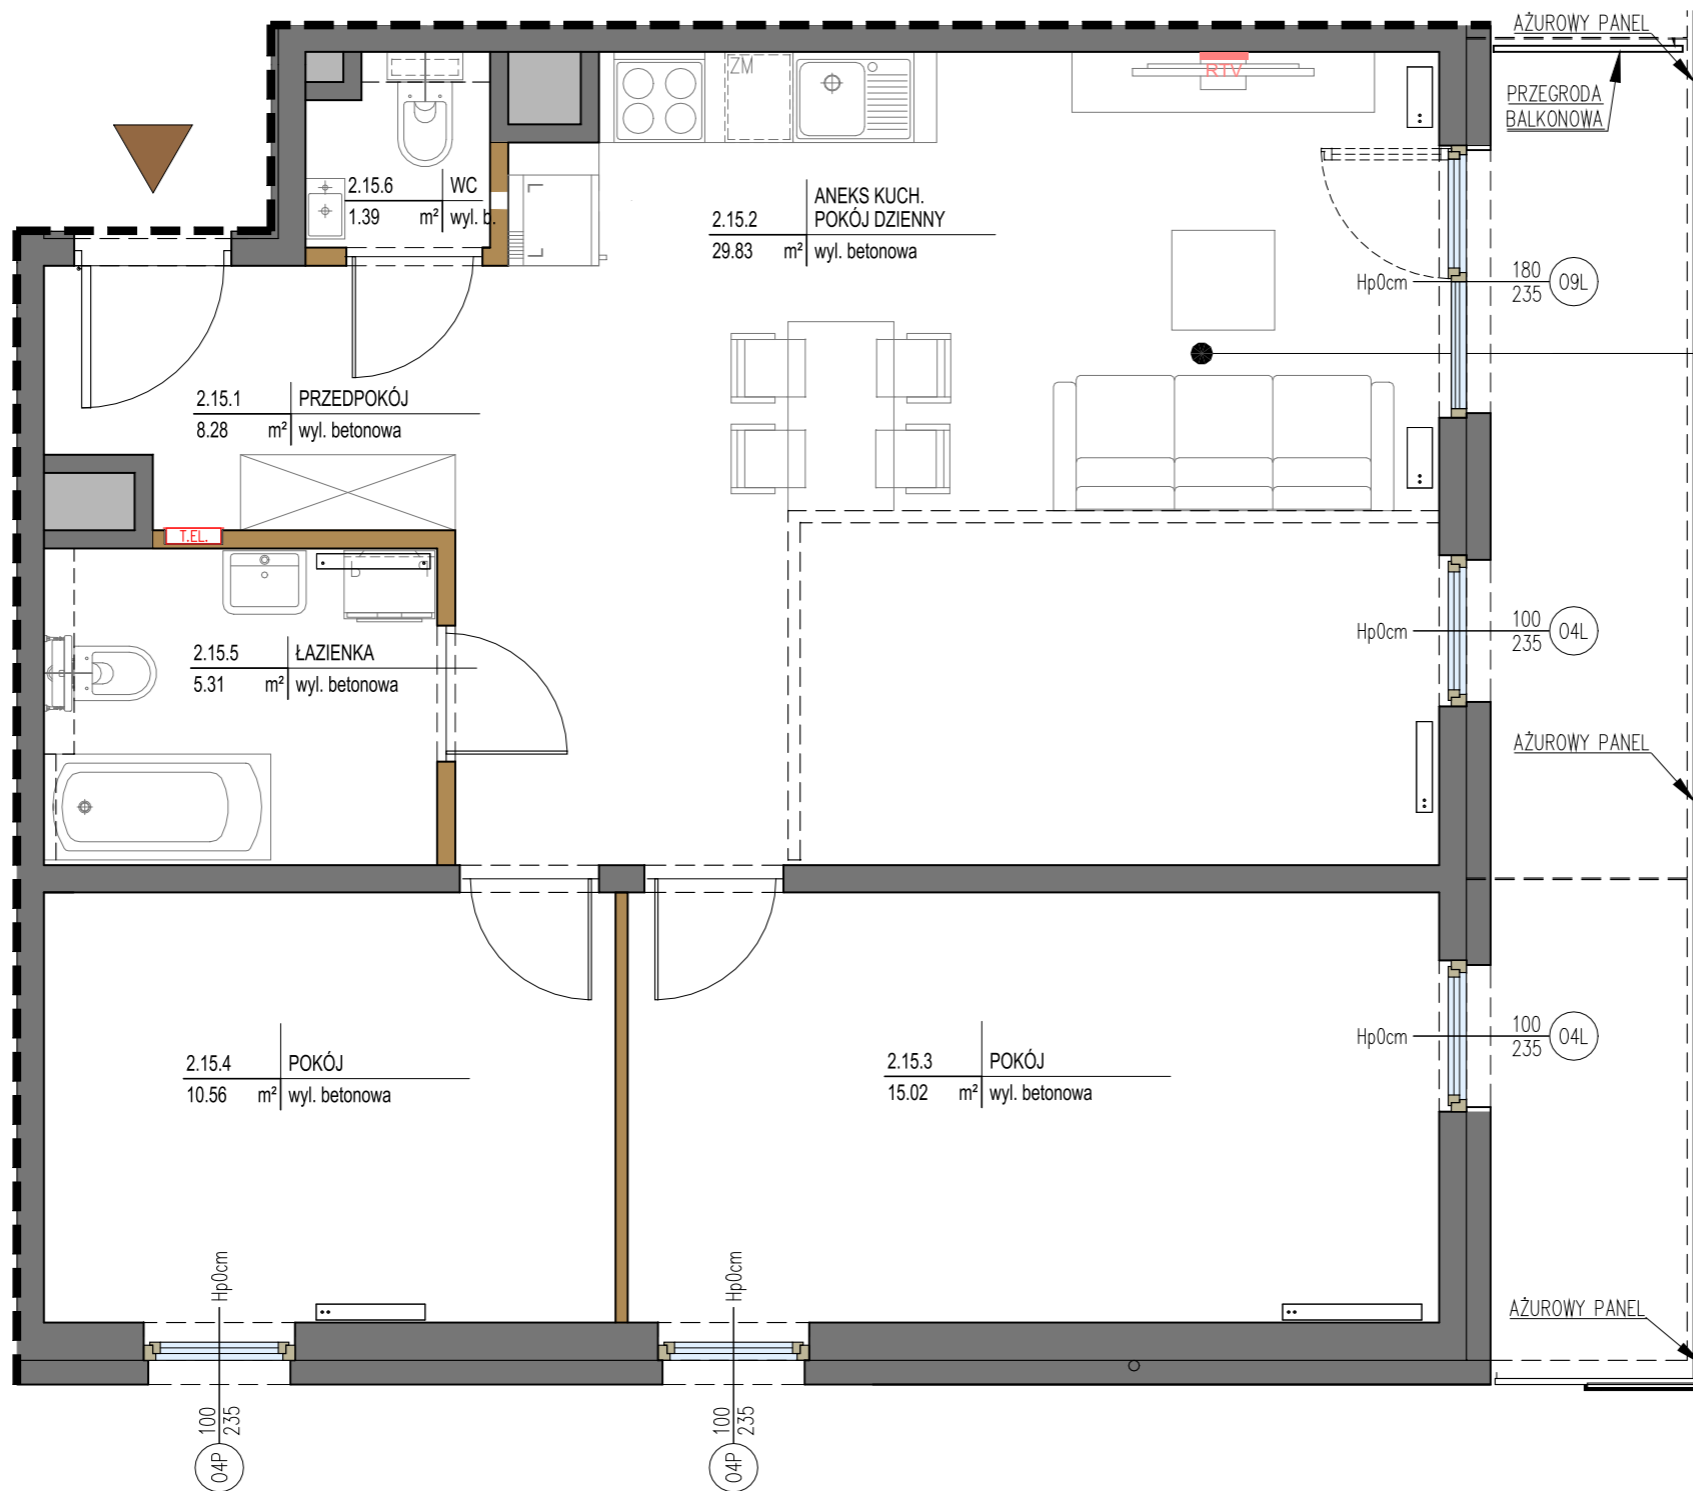 AŻUROWY PANEL
PRZEGRODA
BALKONOWA
ZM
RTV
2.15.6 WC
1.39 m² wyl. b.
2.15.2 ANEKS KUCH.
POKÓJ DZIENNY
29.83 m² wyl. betonowa
Hp0cm 180
235 09L
2.15.1 PRZEDPOKÓJ
8.28 m² wyl. betonowa
T.EL.
2.15.5 ŁAZIENKA
5.31 m² wyl. betonowa
Hp0cm 100
235 04L
AŻUROWY PANEL
2.15.4 POKÓJ
10.56 m² wyl. betonowa
2.15.3 POKÓJ
15.02 m² wyl. betonowa
Hp0cm 100
235 04L
Hp0cm
100
235
04P
Hp0cm
100
235
04P
AŻUROWY PANEL